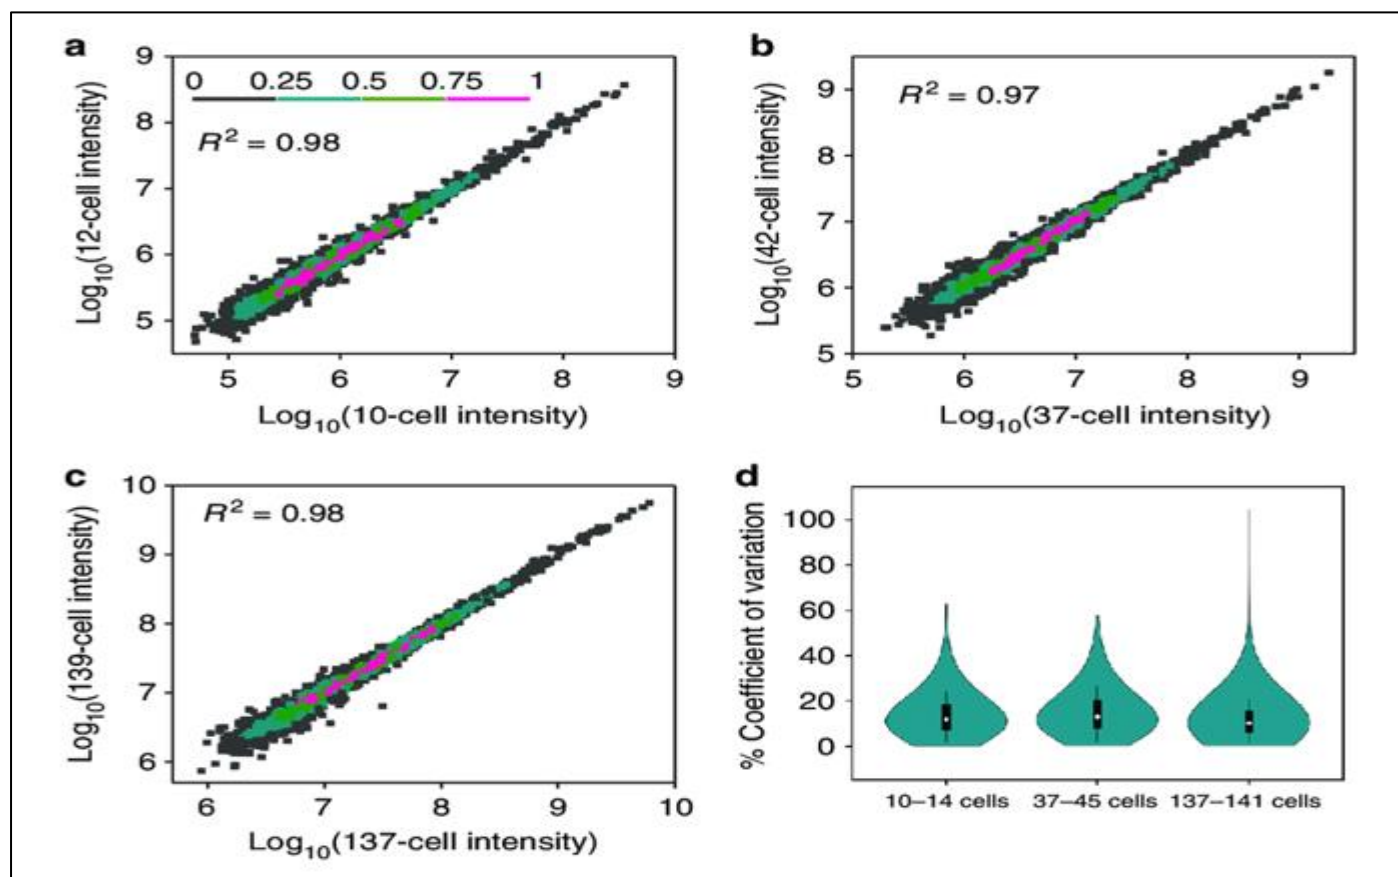 a
9
8
7
6
5
0 0.25 0.5 0.75 1
R² = 0.98
Log₁₀(12-cell intensity)
5 6 7 8 9
Log₁₀(10-cell intensity)
b
9
8
7
6
5
R² = 0.97
Log₁₀(42-cell intensity)
5 6 7 8 9
Log₁₀(37-cell intensity)
c
10
9
8
7
6
R² = 0.98
Log₁₀(139-cell intensity)
6 7 8 9 10
Log₁₀(137-cell intensity)
d
100
80
60
40
20
0
% Coefficient of variation
10–14 cells 37–45 cells 137–141 cells